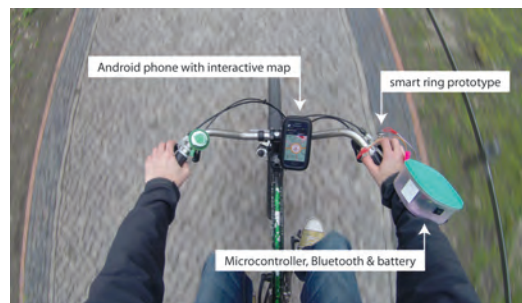 Android phone with interactive map
smart ring prototype
Microcontroller, Bluetooth & battery